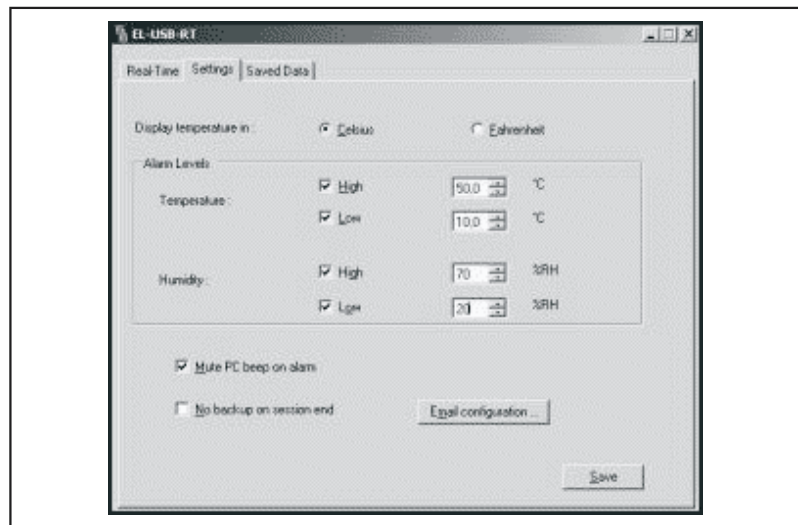 EL-USB-RT
Real-Time Settings Saved Data
Display temperature in : Celsius Fahrenheit
Alarm Levels
Temperature : High 50.0 °C
Low 10.0 °C
Humidity : High 70 %RH
Low 20 %RH
Mute PC beep on alarm
No backup on session end Email configuration ...
Save